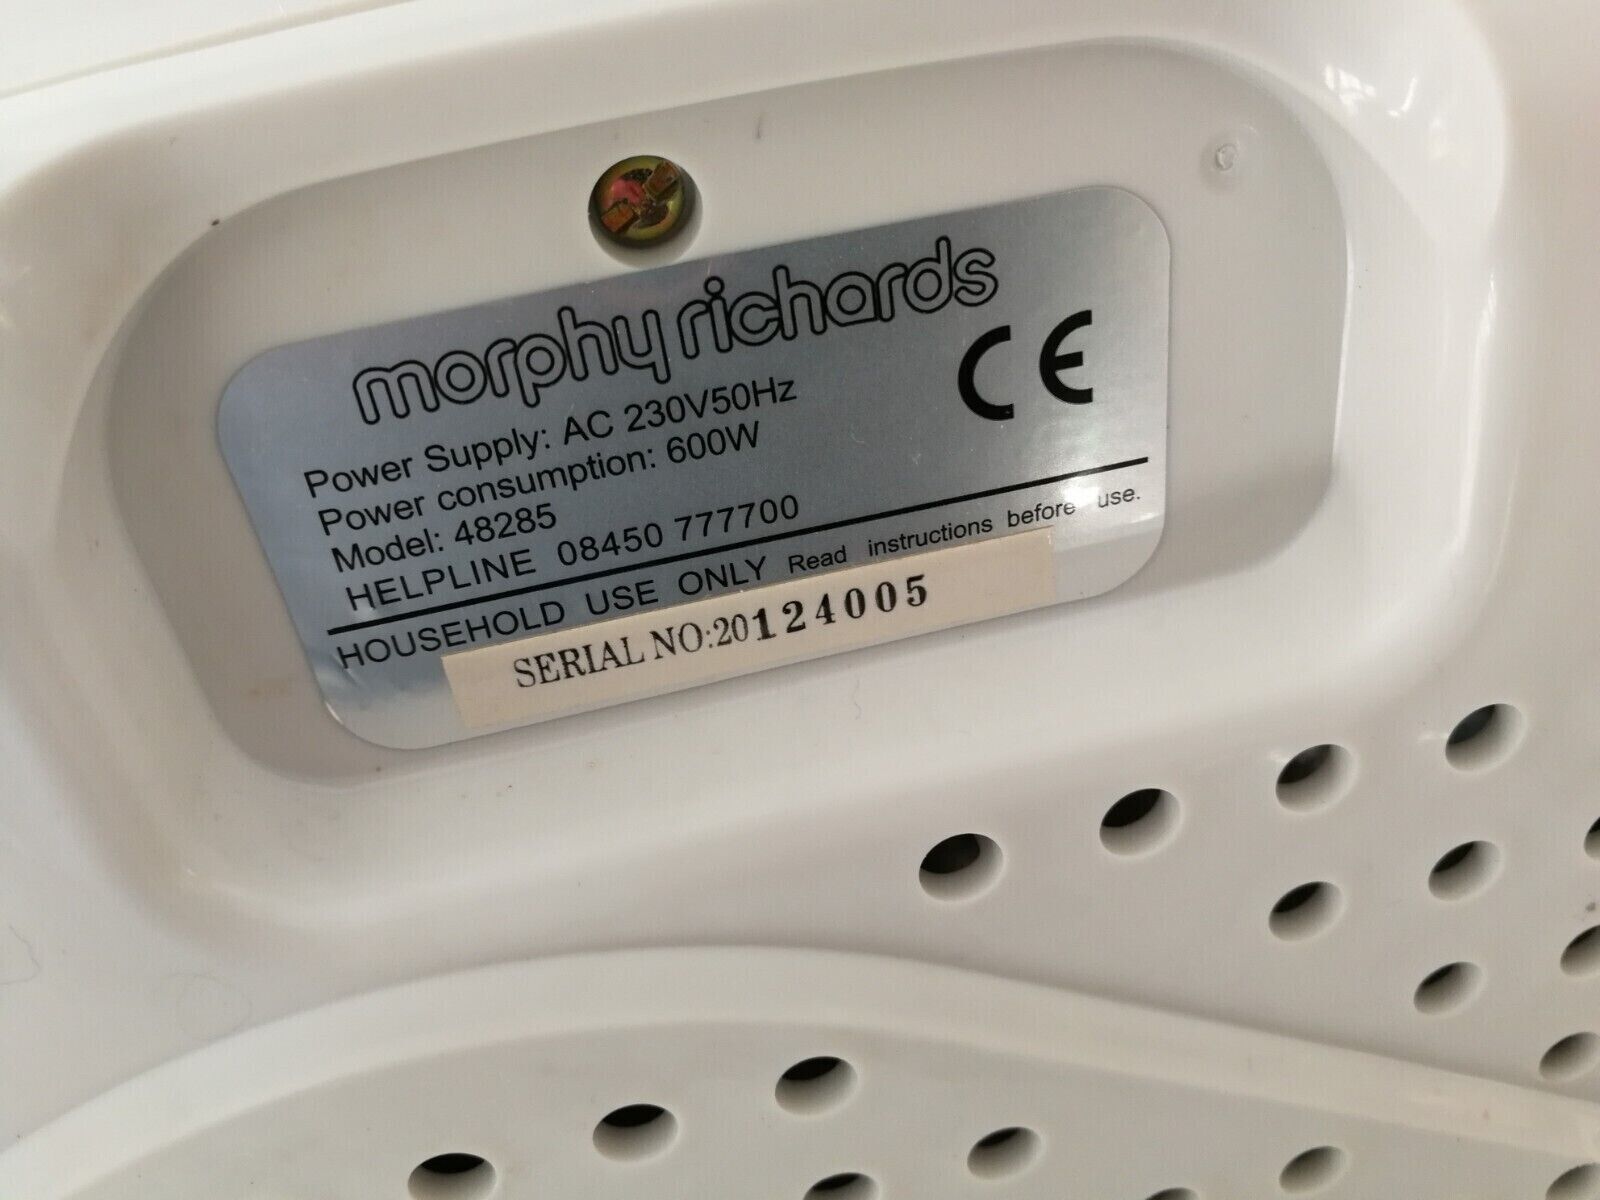 morphy richards
CE
Power Supply: AC 230V50Hz
Power consumption: 600W
Model: 48285
HELPLINE 08450 777700
HOUSEHOLD USE ONLY Read instructions before use.
SERIAL NO:20124005